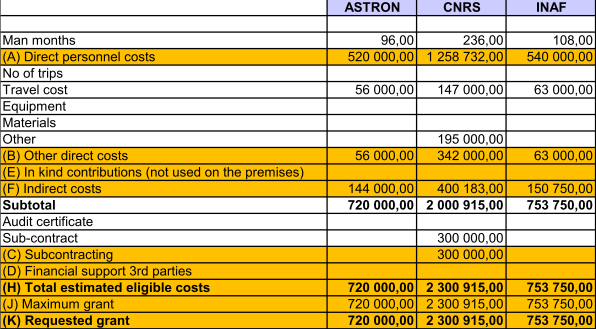 ASTRON CNRS INAF
Man months 96,00 236,00 108,00
(A) Direct personnel costs 520 000,00 1 258 732,00 540 000,00
No of trips
Travel cost 56 000,00 147 000,00 63 000,00
Equipment
Materials
Other 195 000,00
(B) Other direct costs 56 000,00 342 000,00 63 000,00
(E) In kind contributions (not used on the premises)
(F) Indirect costs 144 000,00 400 183,00 150 750,00
Subtotal 720 000,00 2 000 915,00 753 750,00
Audit certificate
Sub-contract 300 000,00
(C) Subcontracting 300 000,00
(D) Financial support 3rd parties
(H) Total estimated eligible costs 720 000,00 2 300 915,00 753 750,00
(J) Maximum grant 720 000,00 2 300 915,00 753 750,00
(K) Requested grant 720 000,00 2 300 915,00 753 750,00